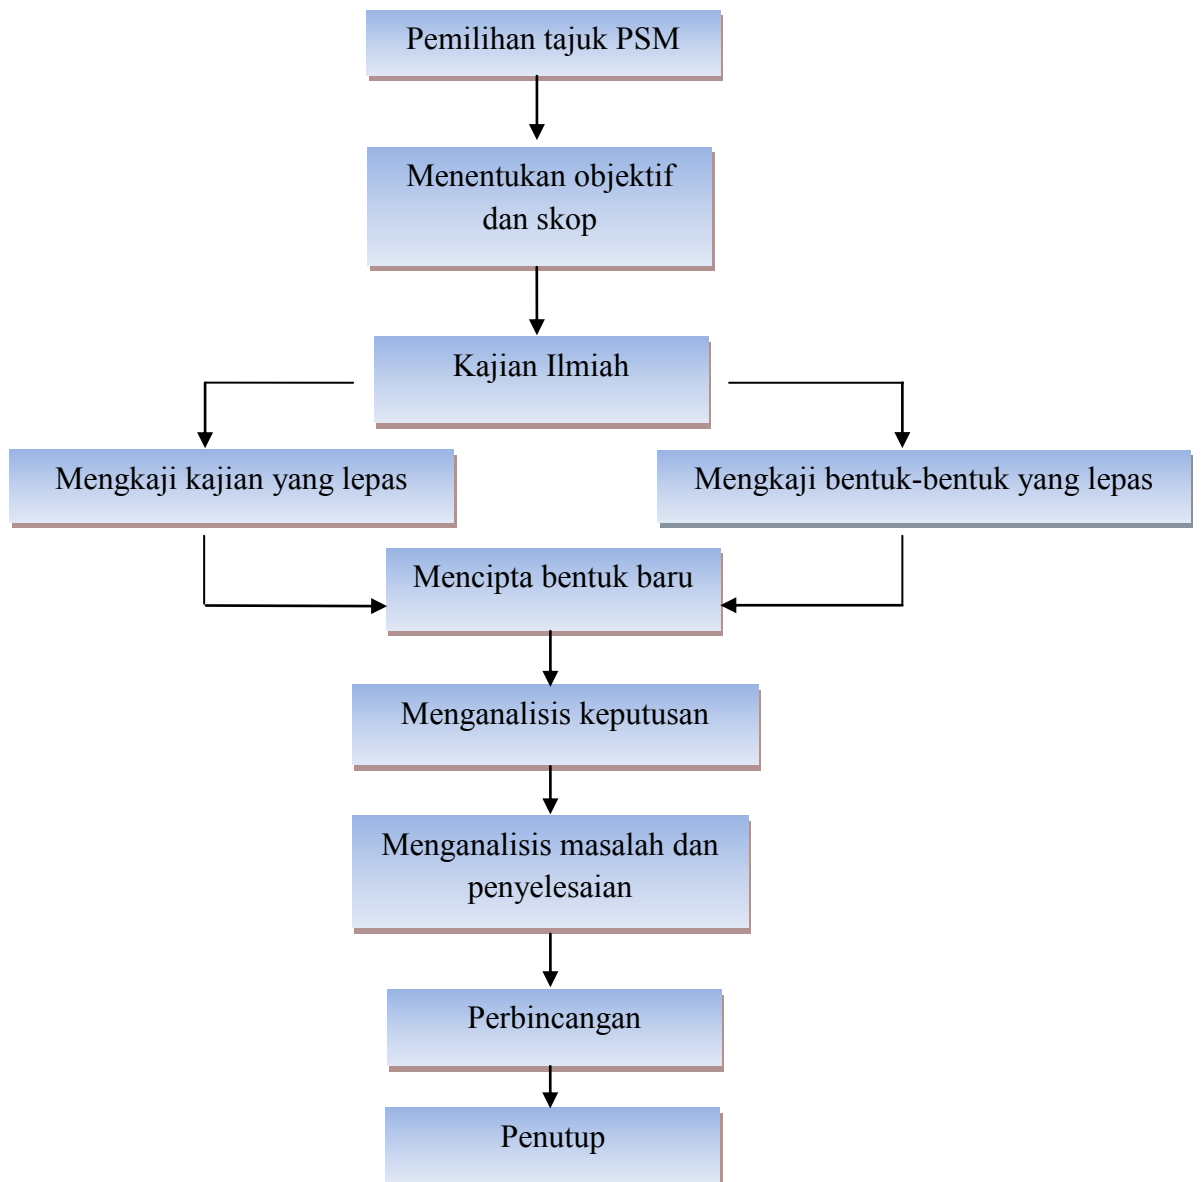 Pemilihan tajuk PSM
Menentukan objektif
dan skop
Kajian Ilmiah
Mengkaji kajian yang lepas
Mengkaji bentuk-bentuk yang lepas
Mencipta bentuk baru
Menganalisis keputusan
Menganalisis masalah dan
penyelesaian
Perbincangan
Penutup